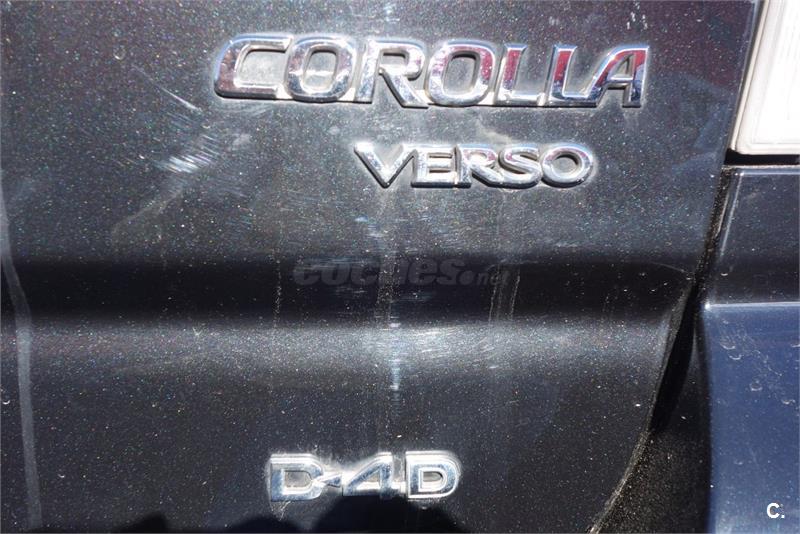 COROLLA
VERSO
coches.net
D-4D
C.